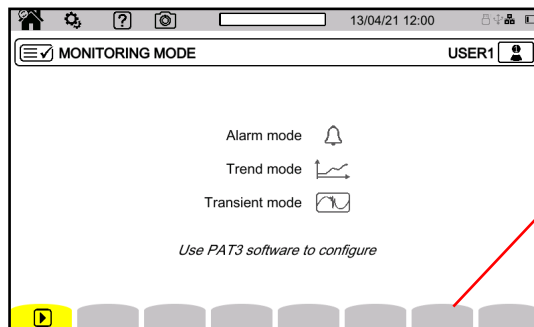 ?
13/04/21 12:00
MONITORING MODE
USER1
Alarm mode
Trend mode
Transient mode
Use PAT3 software to configure